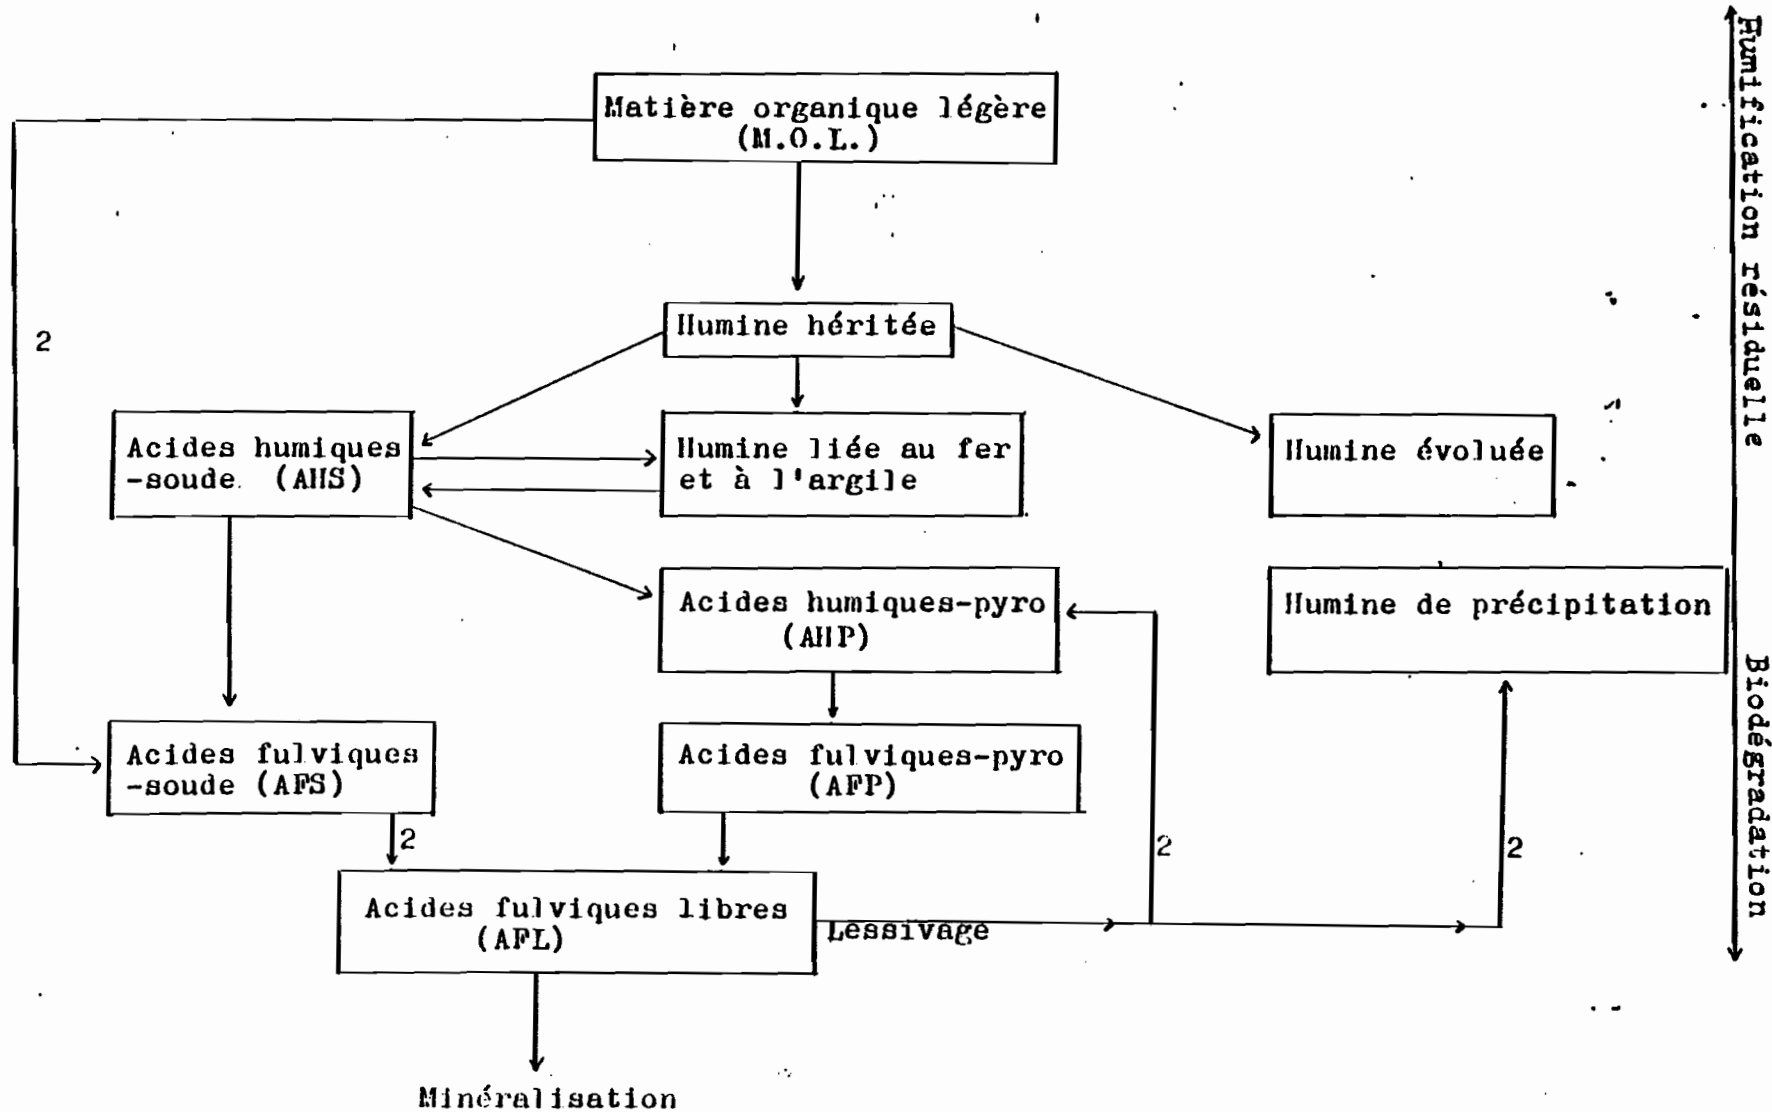 Matière organique légère
(M.O.L.)
Humification résiduelle
2
Humine héritée
Acides humiques
-soude (AHS)
Humine liée au fer
et à l'argile
Humine évoluée
Acides humiques-pyro
(AHP)
Humine de précipitation
Biodégradation
Acides fulviques
-soude (AFS)
Acides fulviques-pyro
(AFP)
2
2
2
Acides fulviques libres
(AFL)
Lessivage
Minéralisation